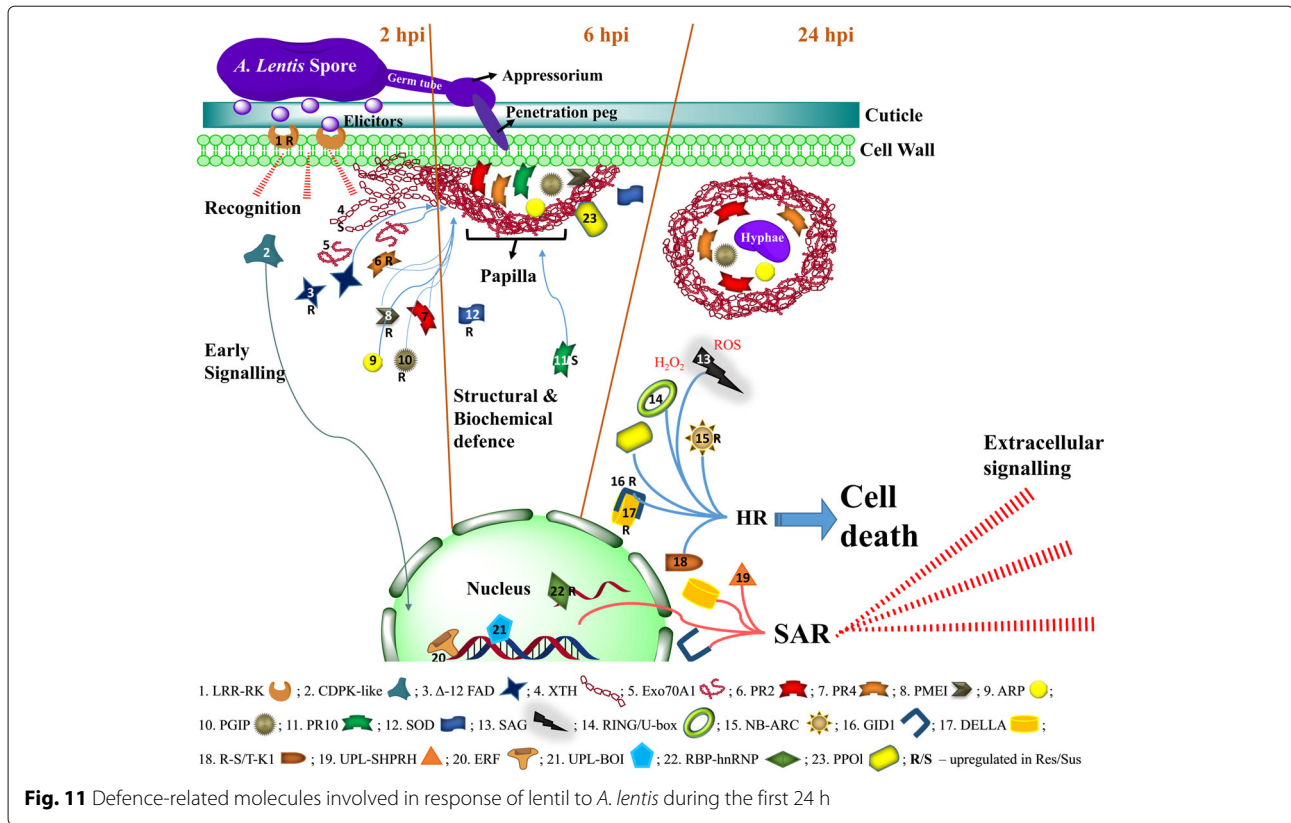 2 hpi
6 hpi
24 hpi
A. Lentis Spore
Germ tube
Appressorium
Penetration peg
Elicitors
Cuticle
1 R
Cell Wall
Recognition
4
S
5
2
6 R
3
R
23
Hyphae
Papilla
8
R
7
12
R
9
10
R
11 S
Early
Signalling
Structural &
Biochemical
defence
H₂O₂
ROS
13
14
15 R
16 R
17
R
HR
Cell
death
Extracellular
signalling
18
19
SAR
Nucleus
22 R
21
20
1. LRR-RK ; 2. CDPK-like ; 3. Δ-12 FAD ; 4. XTH ; 5. Exo70A1 ; 6. PR2 ; 7. PR4 ; 8. PMEI ; 9. ARP ;
10. PGIP ; 11. PR10 ; 12. SOD ; 13. SAG ; 14. RING/U-box ; 15. NB-ARC ; 16. GID1 ; 17. DELLA ;
18. R-S/T-K1 ; 19. UPL-SHPRH ; 20. ERF ; 21. UPL-BOI ; 22. RBP-hnRNP ; 23. PPOI ; R/S – upregulated in Res/Sus
Fig. 11 Defence-related molecules involved in response of lentil to A. lentis during the first 24 h